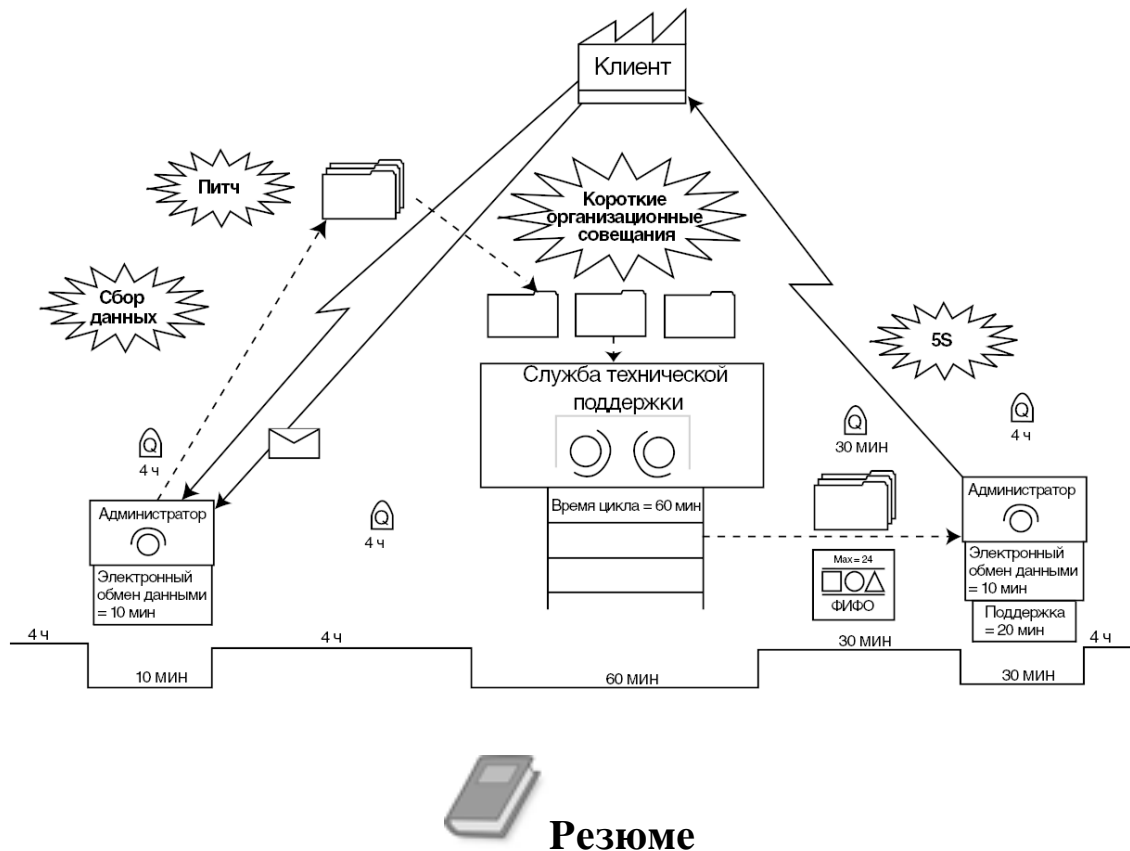 Клиент
Питч
Короткие
организационные
совещания
Сбор
данных
5S
Служба технической
поддержки
Q
4 ч
Q
30 МИН
Q
4 ч
Q
4 ч
Администратор
Время цикла = 60 мин
Администратор
Электронный
обмен данными
= 10 мин
Max = 24
ФИФО
Электронный
обмен данными
= 10 мин
Поддержка
= 20 мин
4 ч
4 ч
30 МИН
4 ч
10 МИН
60 МИН
30 МИН
Резюме